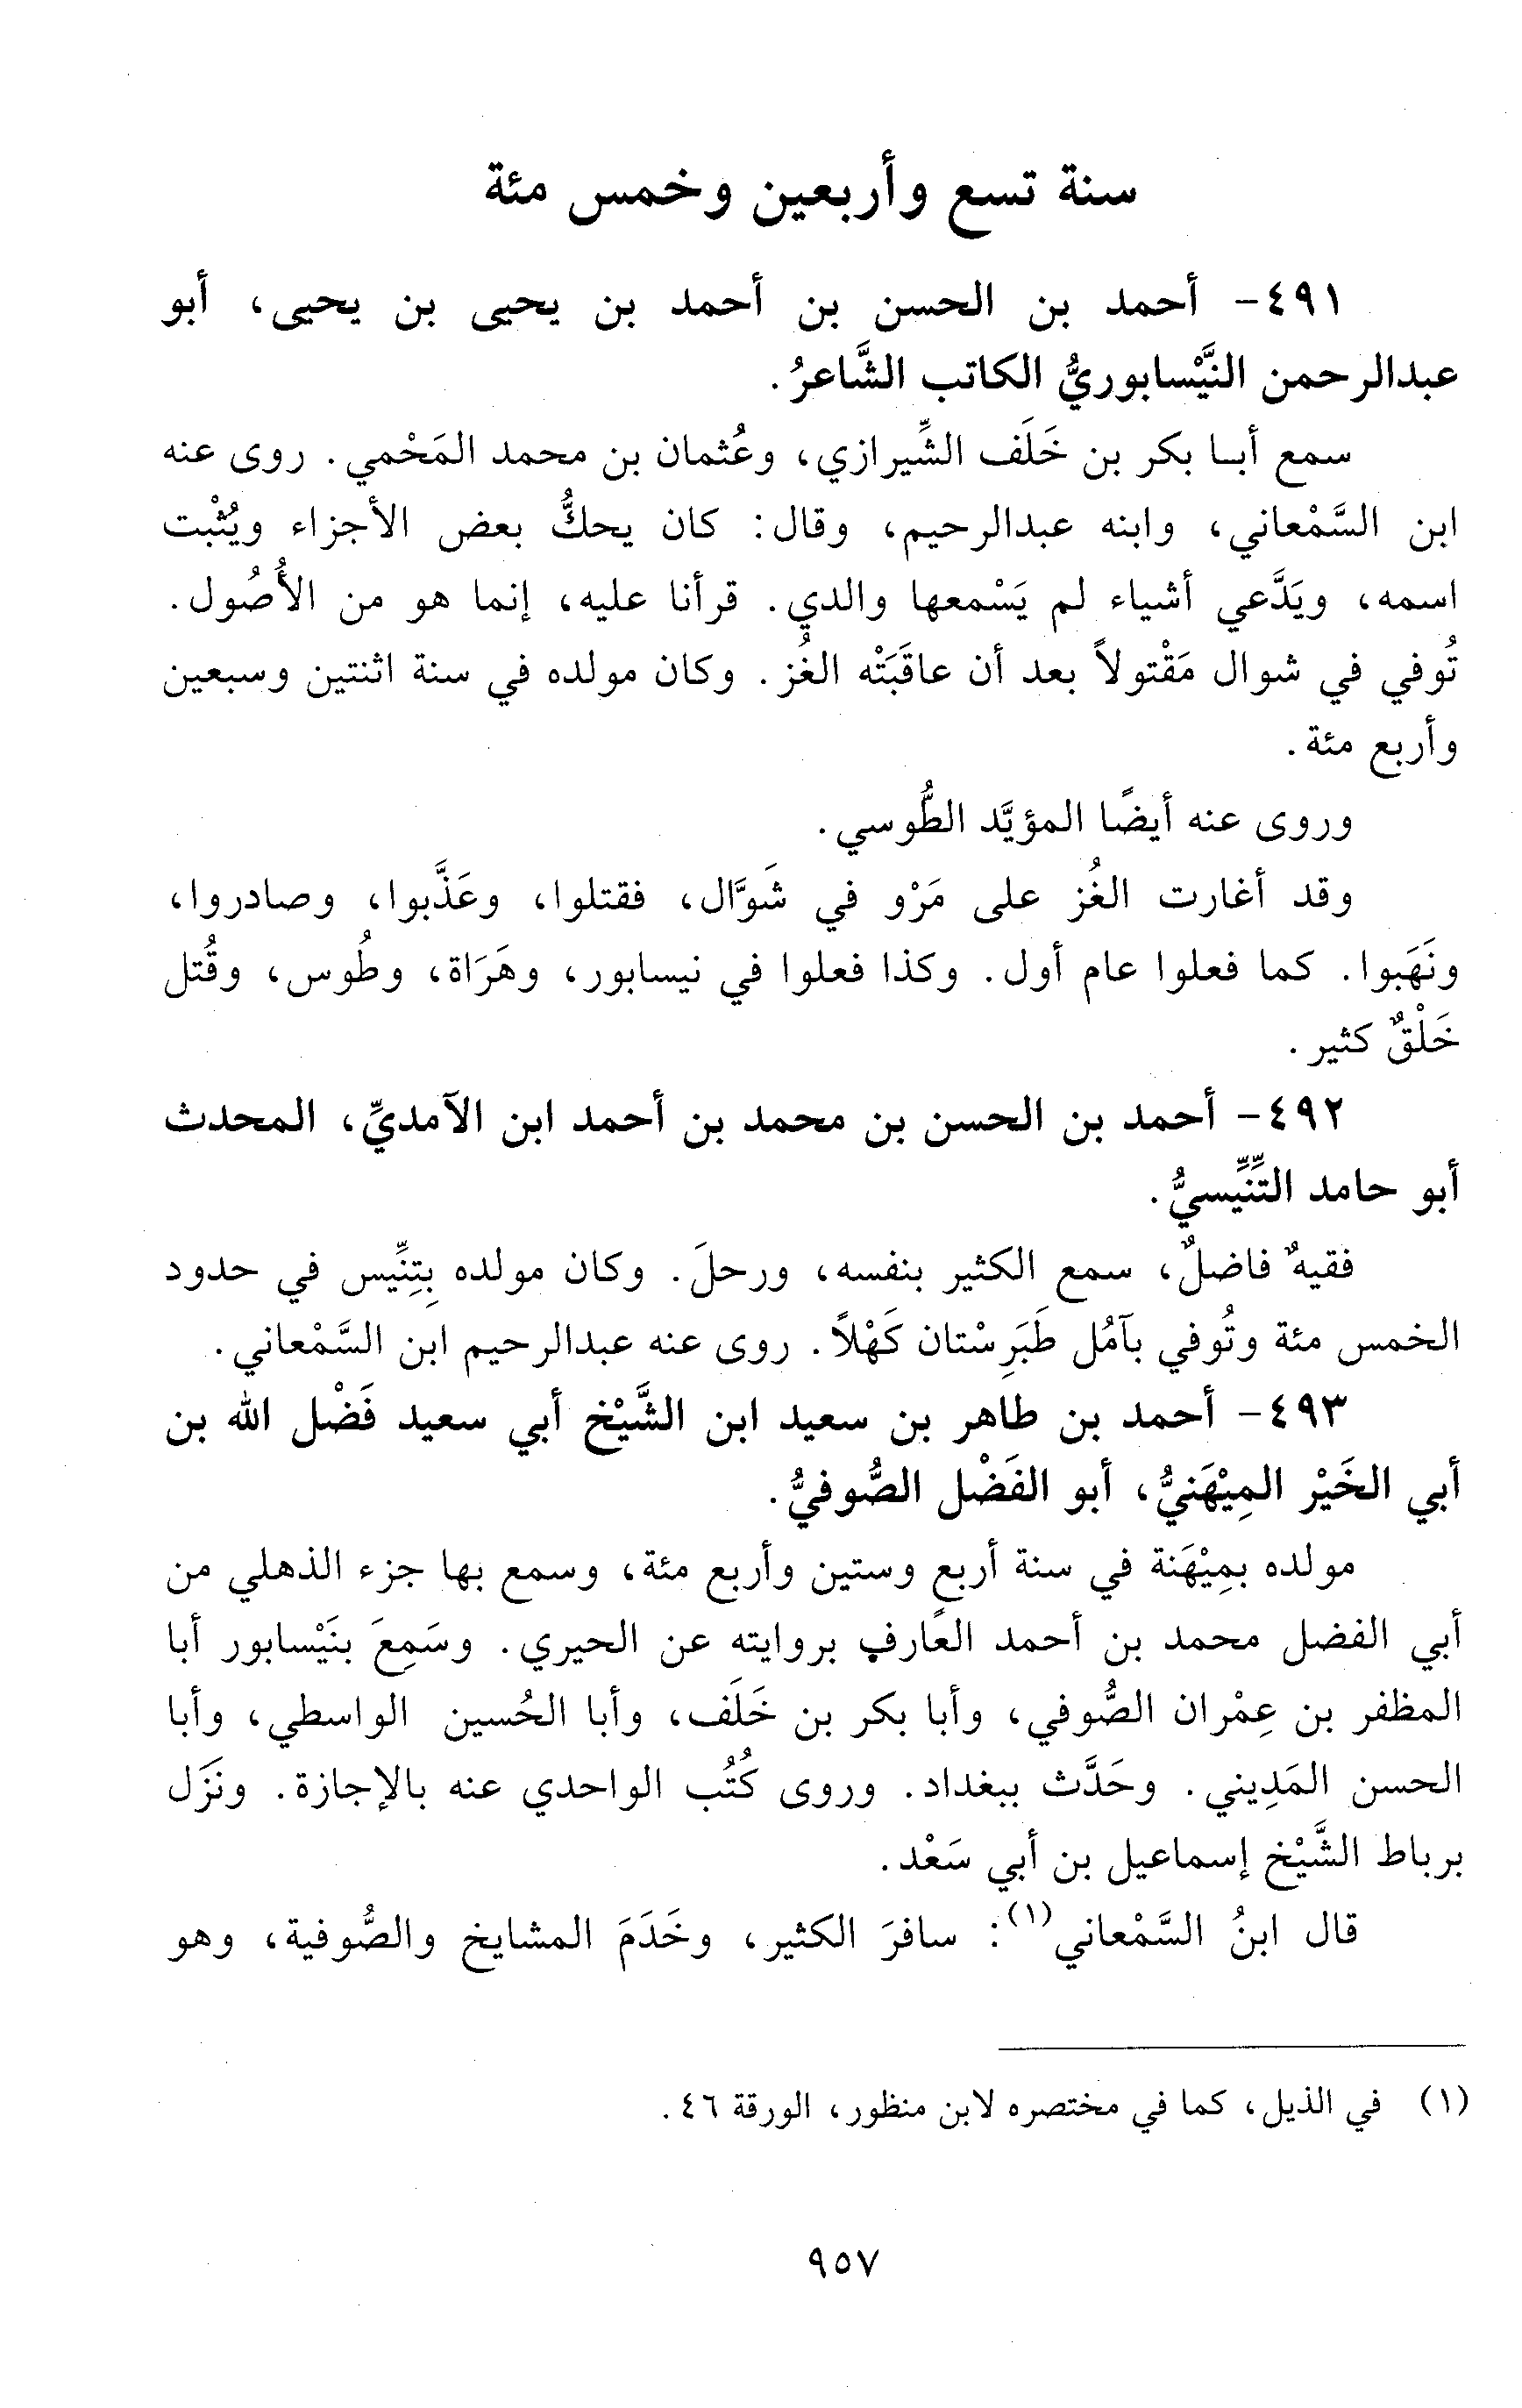 سنة تسع وأربعين وخمس مئة
٤٩١- أحمد بن الحسن بن أحمد بن يحيى بن يحيى، أبو
عبدالرحمن النَّيْسابوريُّ الكاتب الشَّاعرُ.
سمع أبا بكر بن خَلَف الشِّيرازي، وعُثمان بن محمد المَحْمي. روى عنه
ابن السَّمْعاني، وابنه عبدالرحيم، وقال: كان يحكُّ بعض الأجزاء ويُثْبت
اسمه، ويَدَّعي أشياء لم يَسْمعها والدي. قرأنا عليه، إنما هو من الأُصُول.
تُوفي في شوال مَقْتولاً بعد أن عاقَبَتْه الغُز. وكان مولده في سنة اثنتين وسبعين
وأربع مئة.
وروى عنه أيضًا المؤيَّد الطُّوسي.
وقد أغارت الغُز على مَرْو في شَوَّال، فقتلوا، وعَذَّبوا، وصادروا،
ونَهَبوا. كما فعلوا عام أول. وكذا فعلوا في نيسابور، وهَرَاة، وطُوس، وقُتل
خَلْقٌ كثير.
٤٩٢- أحمد بن الحسن بن محمد بن أحمد ابن الآمديِّ، المحدث
أبو حامد التِّنِّيسيُّ.
فقيهٌ فاضلٌ، سمع الكثير بنفسه، ورحلَ. وكان مولده بِتِنِّيس في حدود
الخمس مئة وتُوفي بآمُل طَبَرِسْتان كَهْلاً. روى عنه عبدالرحيم ابن السَّمْعاني.
٤٩٣- أحمد بن طاهر بن سعيد ابن الشَّيْخ أبي سعيد فَضْل الله بن
أبي الخَيْر المِيْهَنيُّ، أبو الفَضْل الصُّوفيُّ.
مولده بمِيْهَنة في سنة أربع وستين وأربع مئة، وسمع بها جزء الذهلي من
أبي الفضل محمد بن أحمد العارف بروايته عن الحيري. وسَمِعَ بنَيْسابور أبا
المظفر بن عِمْران الصُّوفي، وأبا بكر بن خَلَف، وأبا الحُسين الواسطي، وأبا
الحسن المَدِيني. وحَدَّث ببغداد. وروى كُتُب الواحدي عنه بالإجازة. ونَزَل
برباط الشَّيْخ إسماعيل بن أبي سَعْد.
قال ابنُ السَّمْعاني(١): سافرَ الكثير، وخَدَمَ المشايخ والصُّوفية، وهو
(١) في الذيل، كما في مختصره لابن منظور، الورقة ٤٦.
٩٥٧